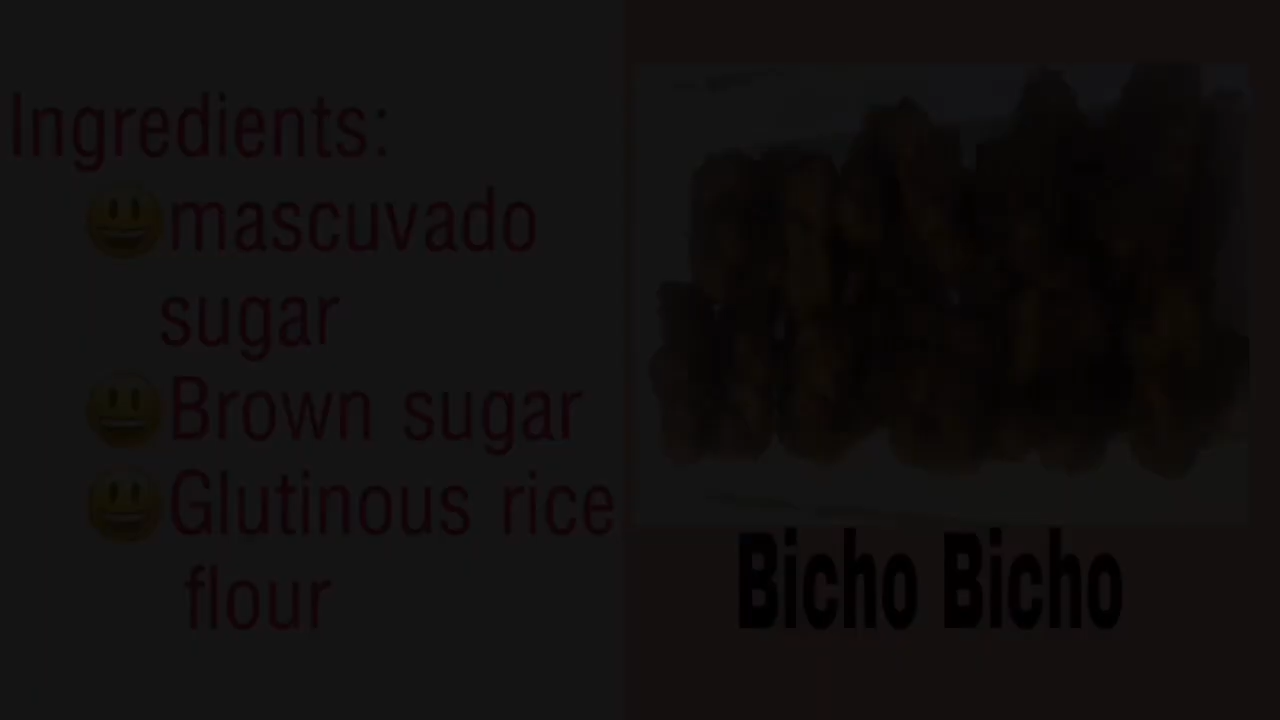 Ingredients:
😃mascuvado
sugar
😃Brown sugar
😃Glutinous rice
flour
Bicho Bicho